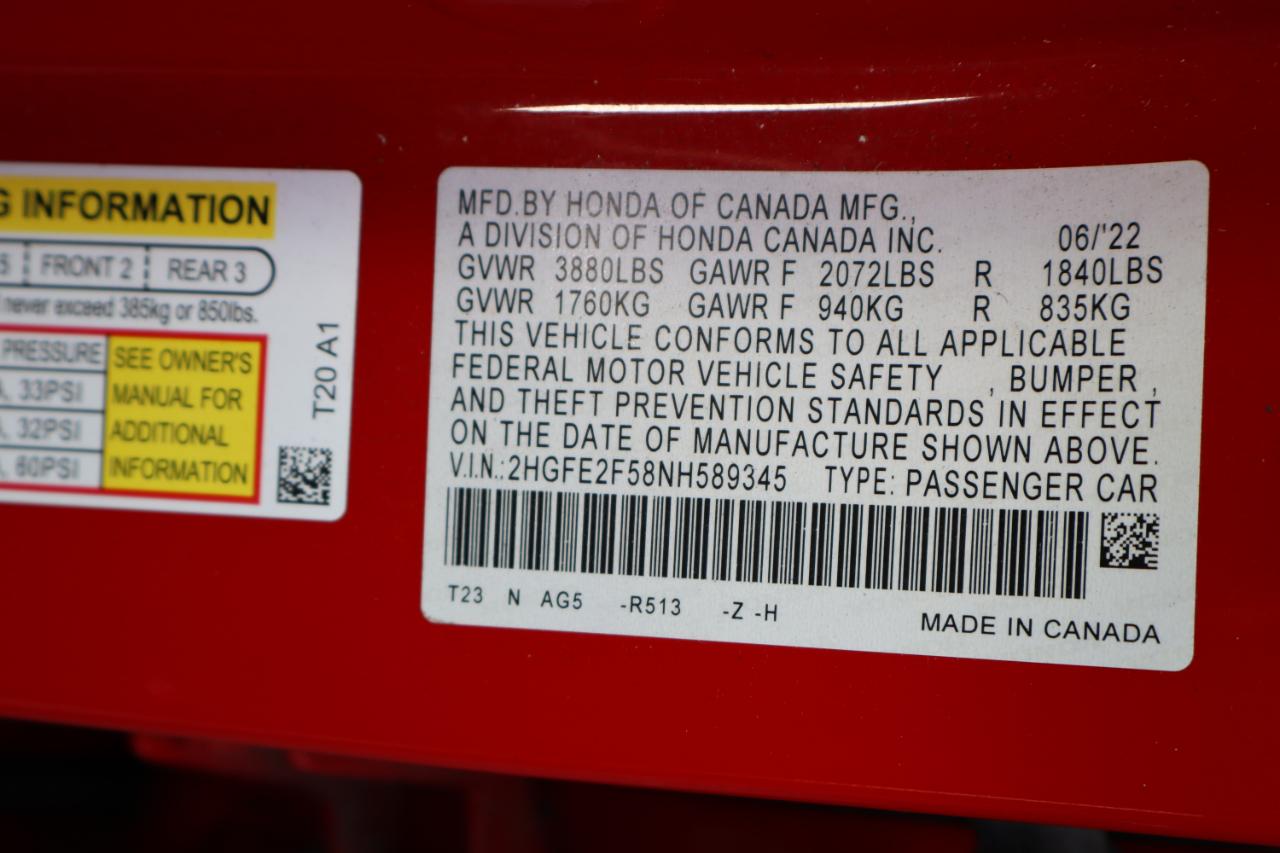 G INFORMATION
5 FRONT 2 REAR 3
never exceed 385kg or 850lbs.
PRESSURE
33PSI
32PSI
60PSI
SEE OWNER'S
MANUAL FOR
ADDITIONAL
INFORMATION
T20 A1
MFD.BY HONDA OF CANADA MFG.,
A DIVISION OF HONDA CANADA INC. 06/'22
GVWR 3880LBS GAWR F 2072LBS R 1840LBS
GVWR 1760KG GAWR F 940KG R 835KG
THIS VEHICLE CONFORMS TO ALL APPLICABLE
FEDERAL MOTOR VEHICLE SAFETY , BUMPER ,
AND THEFT PREVENTION STANDARDS IN EFFECT
ON THE DATE OF MANUFACTURE SHOWN ABOVE.
V.I.N.:2HGFE2F58NH589345 TYPE: PASSENGER CAR
T23 N AG5 -R513 -Z -H
MADE IN CANADA